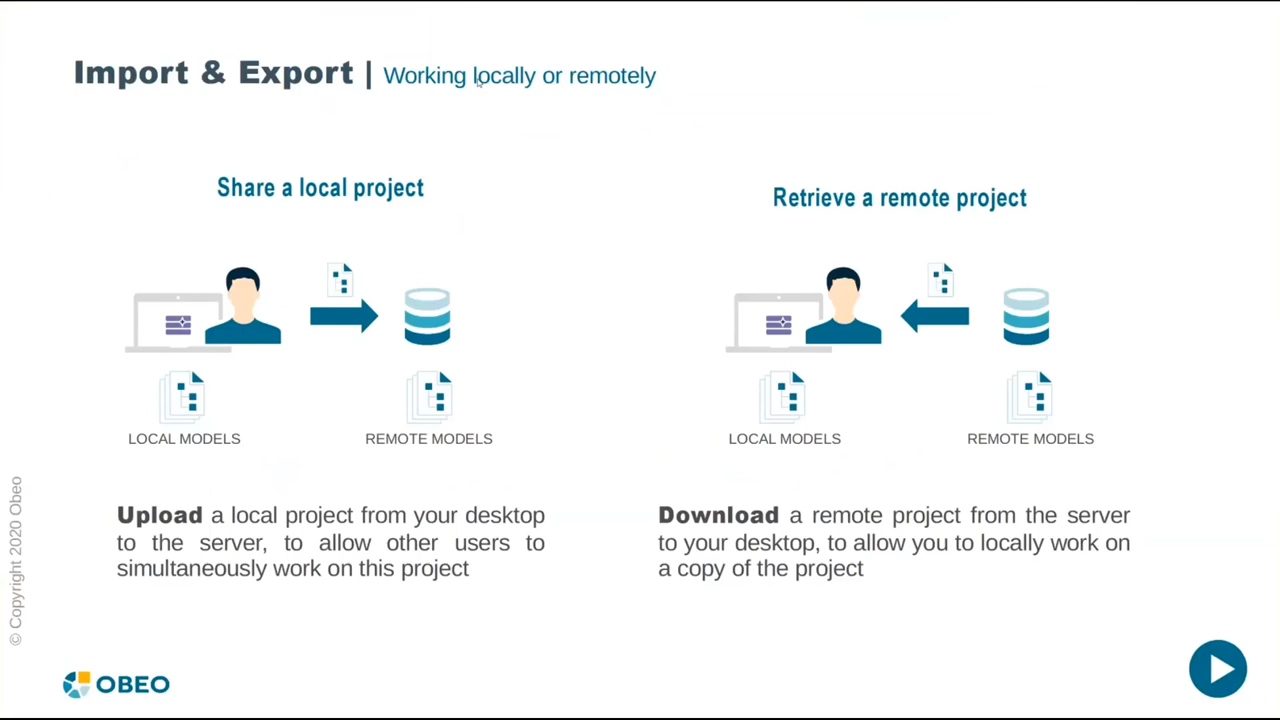 Import & Export | Working locally or remotely
Share a local project
LOCAL MODELS
REMOTE MODELS
Upload a local project from your desktop
to the server, to allow other users to
simultaneously work on this project
Retrieve a remote project
LOCAL MODELS
REMOTE MODELS
Download a remote project from the server
to your desktop, to allow you to locally work on
a copy of the project
© Copyright 2020 Obeo
OBEO